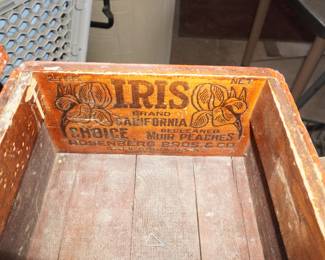 NET
IRIS
BRAND
CALIFORNIA
CHOICE RECLEANED
MUIR PEACHES
ROSENBERG BROS. & CO